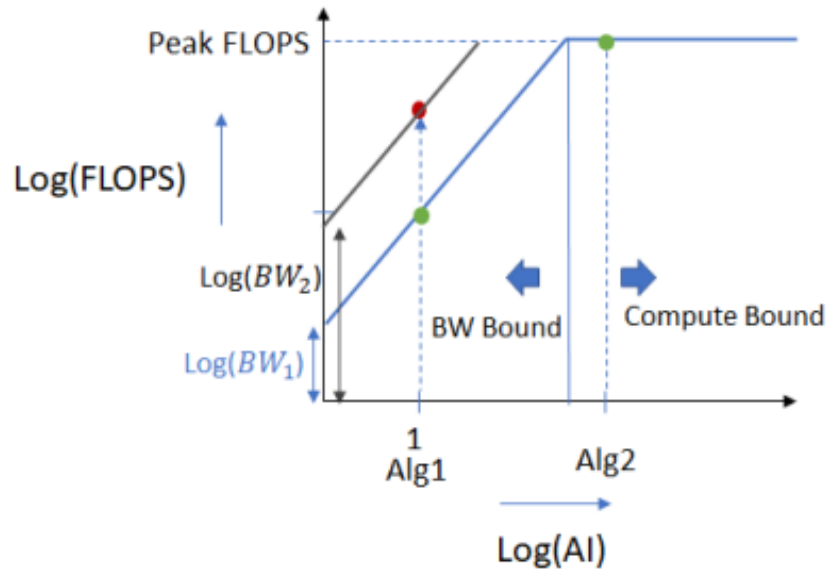 Peak FLOPS
Log(FLOPS)
Log(BW₂)
Log(BW₁)
BW Bound
Compute Bound
1
Alg1
Alg2
Log(AI)